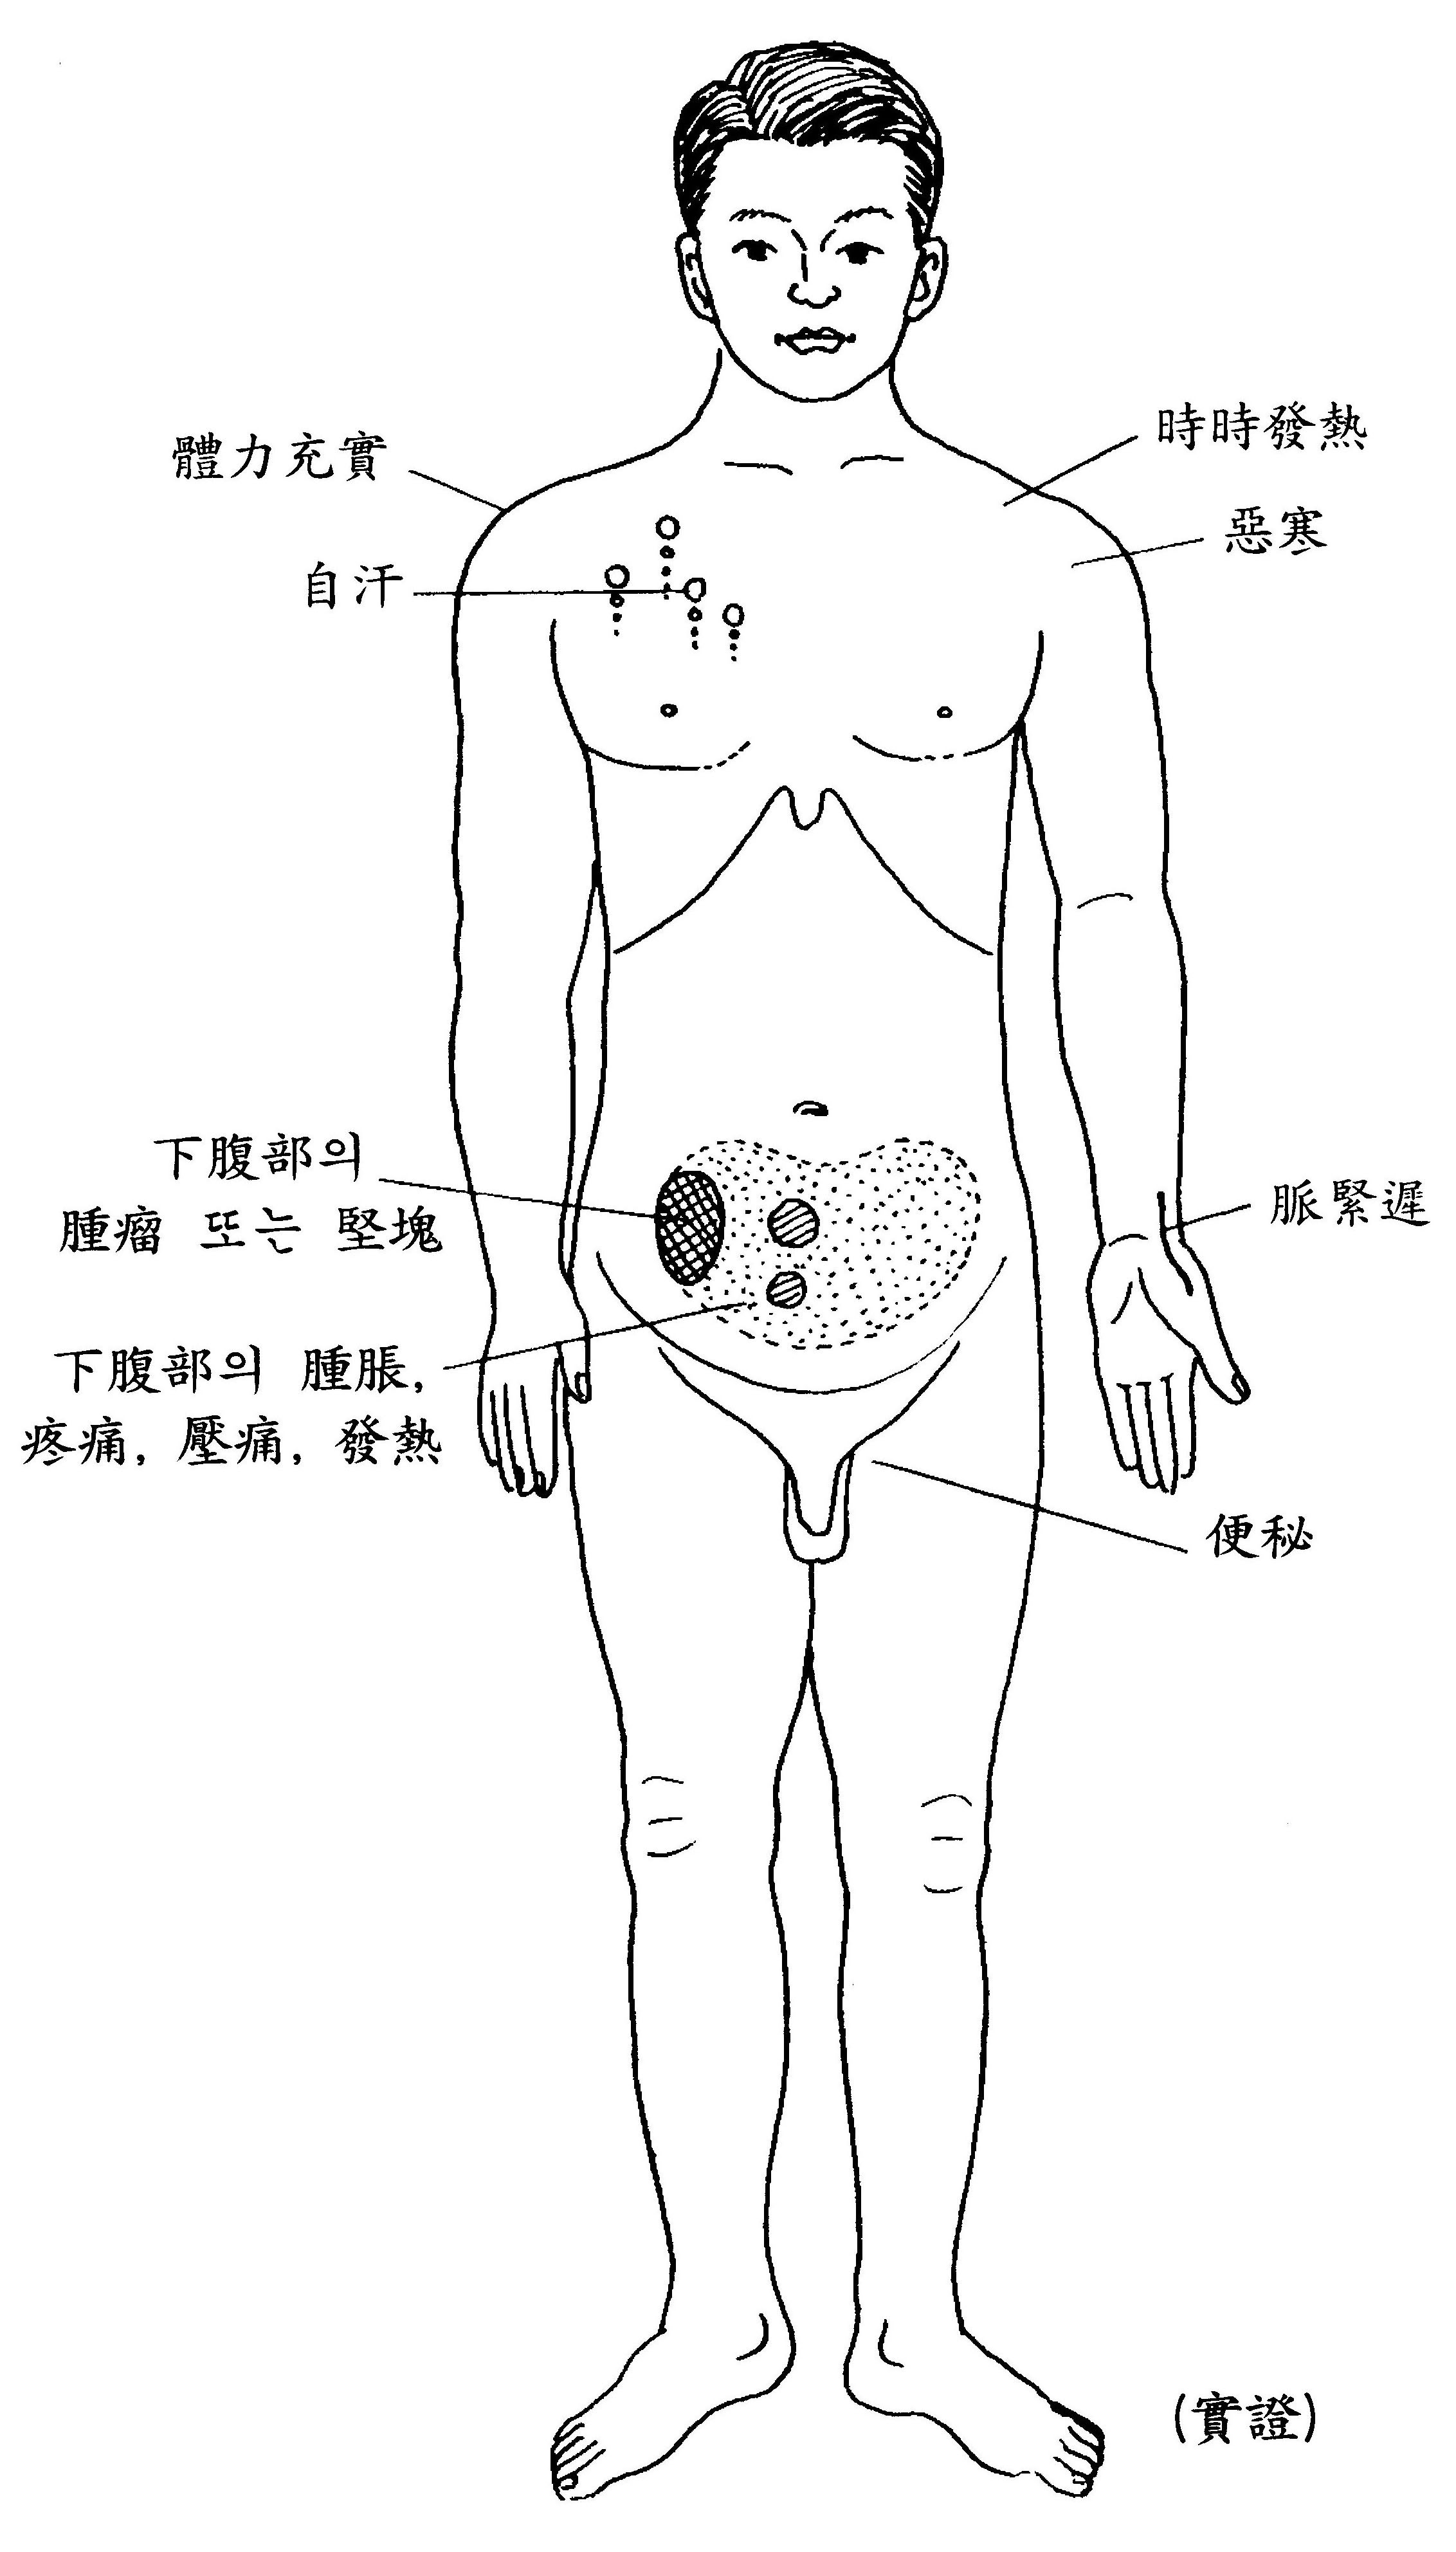 體力充實
時時發熱
惡寒
自汗
下腹部의
腫瘤 또는 堅塊
脈緊遲
下腹部의 腫脹,
疼痛, 壓痛, 發熱
便秘
(實證)